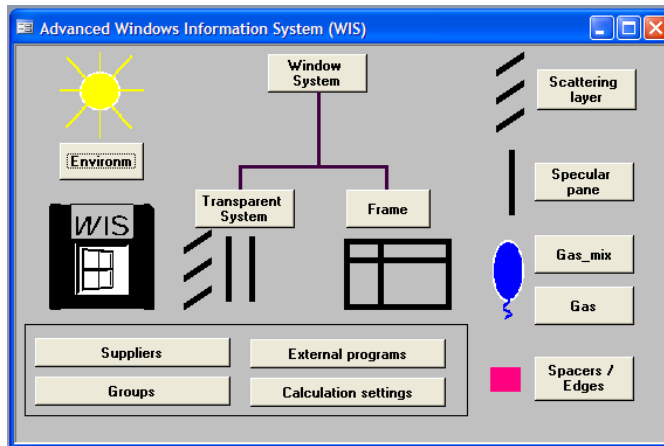 Advanced Windows Information System (WIS)
Window
System
Scattering
layer
Environm
Specular
pane
Transparent
System
Frame
WIS
Gas_mix
Gas
Suppliers
External programs
Spacers /
Edges
Groups
Calculation settings